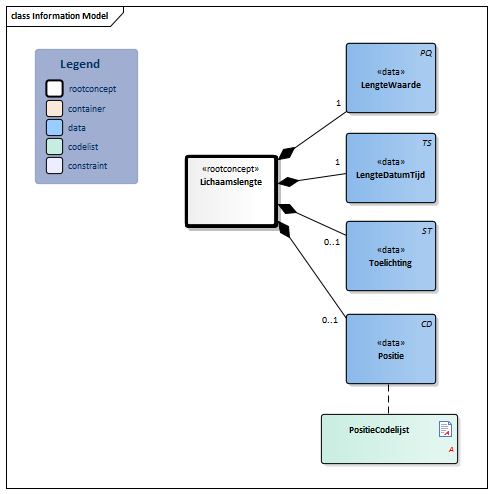 class Information Model
Legend
rootconcept
container
data
codelist
constraint
«rootconcept»
Lichaamslengte
PQ
«data»
LengteWaarde
1
TS
«data»
LengteDatumTijd
1
ST
«data»
Toelichting
0..1
CD
«data»
Positie
0..1
PositieCodelijst
A
A